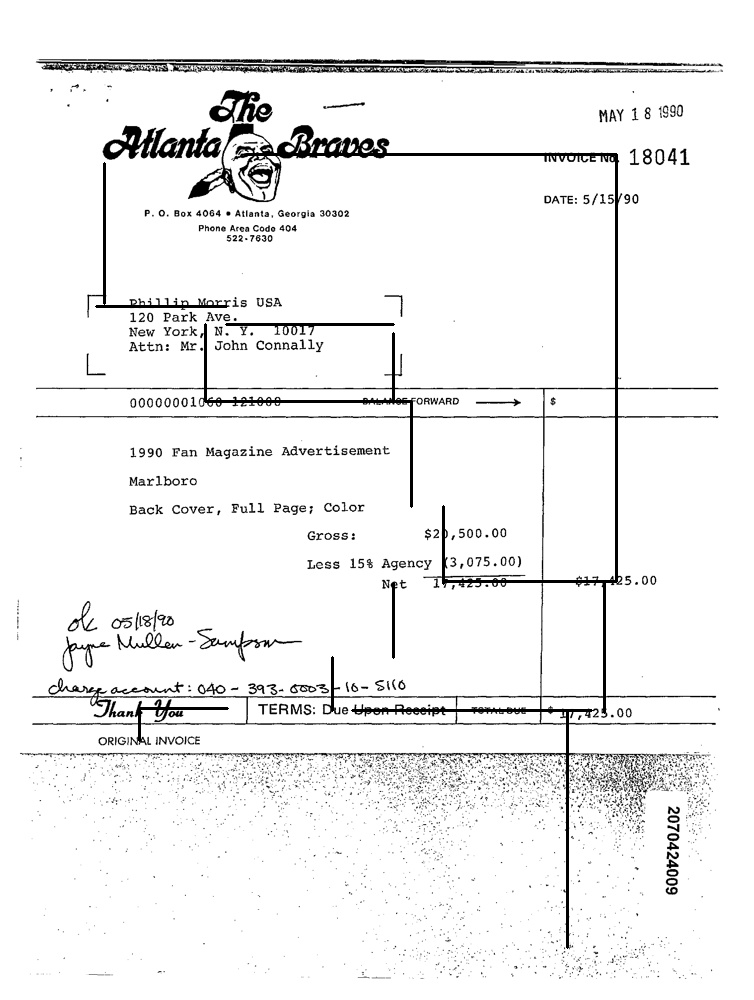 The
Atlanta Braves
MAY 18 1990
INVOICE No. 18041
P. O. Box 4064 • Atlanta, Georgia 30302
Phone Area Code 404
522-7630
DATE: 5/15/90
Phillip Morris USA
120 Park Ave.
New York, N. Y. 10017
Attn: Mr. John Connally
00000001060 121000 BALANCE FORWARD $
1990 Fan Magazine Advertisement
Marlboro
Back Cover, Full Page; Color
Gross: $20,500.00
Less 15% Agency (3,075.00)
Net 17,425.00 $17,425.00
ok 05/18/90
Jayne Mullen-Sampson
charge account: 040-393-0003-16-5110
Thank You TERMS: Due Upon Receipt TOTAL DUE $ 17,425.00
ORIGINAL INVOICE
2070424009